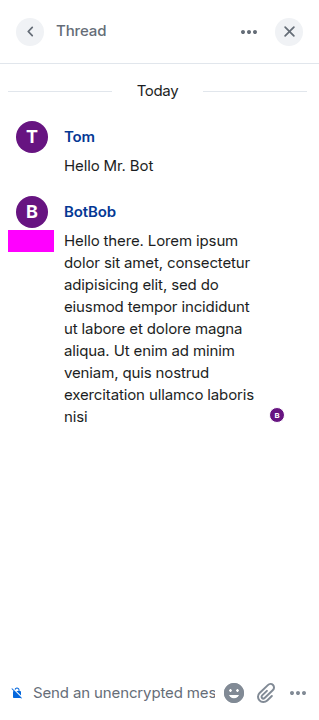 Thread
Today
T
Tom
Hello Mr. Bot
B
BotBob
Hello there. Lorem ipsum
dolor sit amet, consectetur
adipisicing elit, sed do
eiusmod tempor incididunt
ut labore et dolore magna
aliqua. Ut enim ad minim
veniam, quis nostrud
exercitation ullamco laboris
nisi
B
Send an unencrypted mes